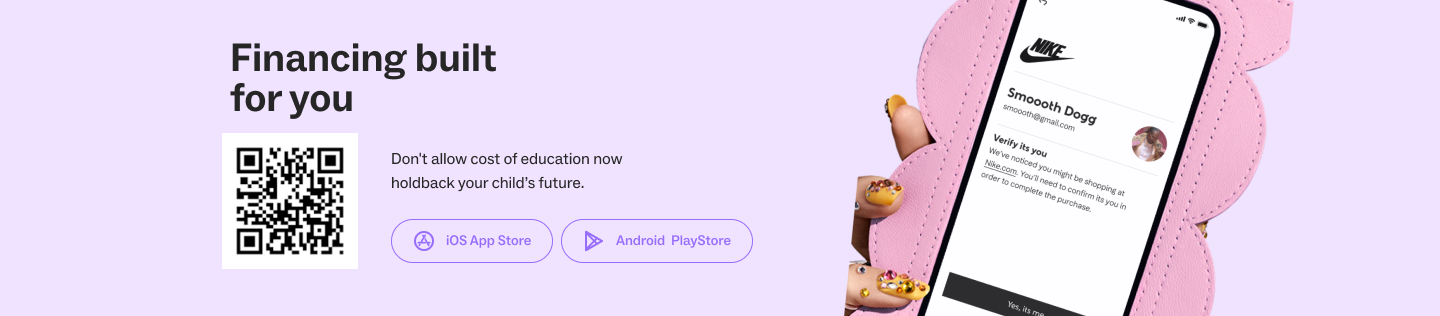 Financing built
for you
Don't allow cost of education now
holdback your child’s future.
iOS App Store
Android PlayStore
NIKE
Smoooth Dogg
smoooth@gmail.com
Verify its you
We've noticed you might be shopping at
Nike.com. You'll need to confirm its you in
order to complete the purchase.
Yes, its me